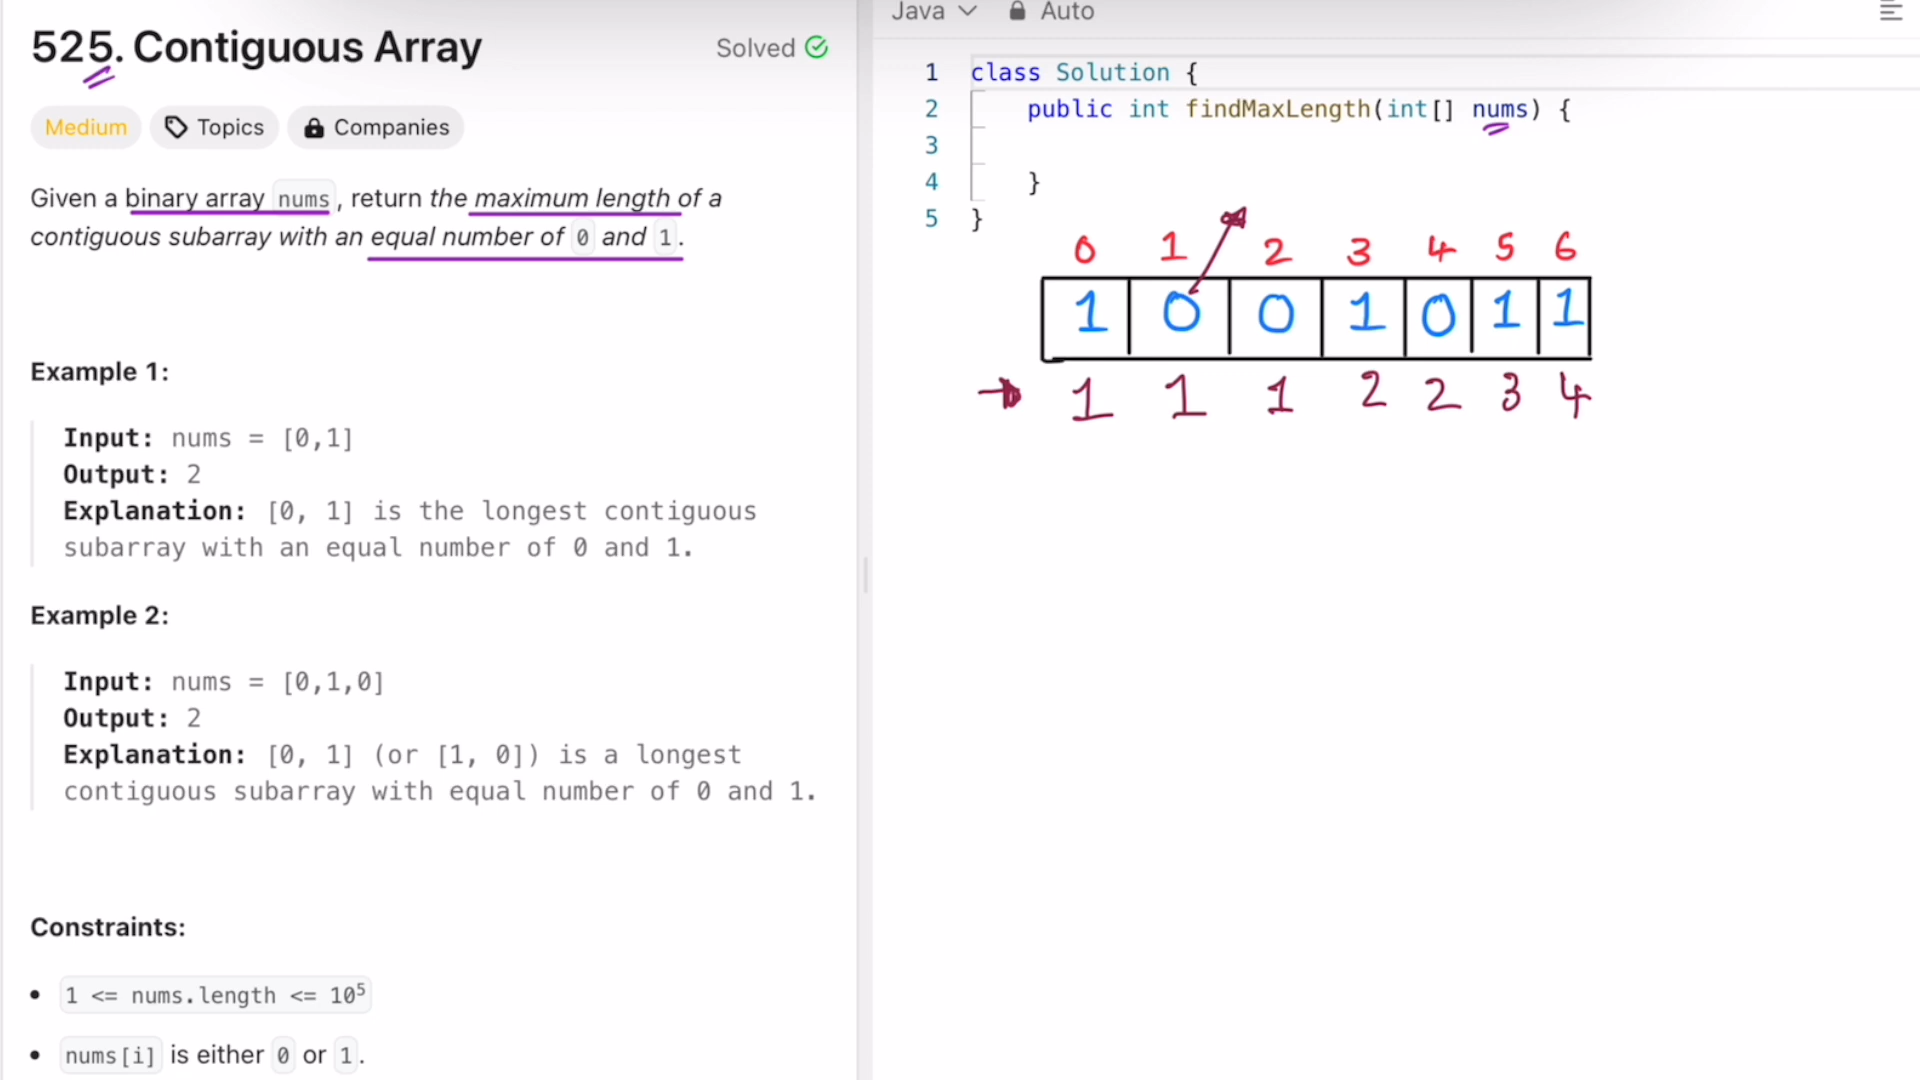 525. Contiguous Array
Solved
Medium
Topics
Companies
Given a binary array nums, return the maximum length of a
contiguous subarray with an equal number of 0 and 1.
Example 1:
Input: nums = [0,1]
Output: 2
Explanation: [0, 1] is the longest contiguous
subarray with an equal number of 0 and 1.
Example 2:
Input: nums = [0,1,0]
Output: 2
Explanation: [0, 1] (or [1, 0]) is a longest
contiguous subarray with equal number of 0 and 1.
Constraints:
1 <= nums.length <= 10⁵
nums[i] is either 0 or 1.
Java
Auto
1 class Solution {
2 public int findMaxLength(int[] nums) {
3
4 }
5 }
0 1 2 3 4 5 6
1 0 0 1 0 1 1
1 1 1 2 2 3 4